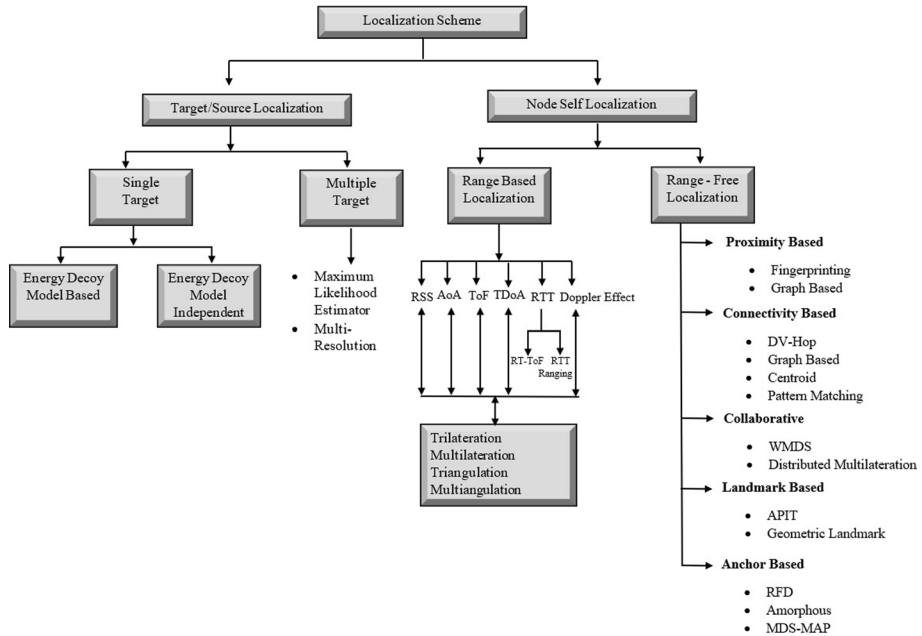 Localization Scheme
Target/Source Localization
Node Self Localization
Single
Target
Multiple
Target
Range Based
Localization
Range - Free
Localization
Energy Decoy
Model Based
Energy Decoy
Model
Independent
• Maximum
Likelihood
Estimator
• Multi-
Resolution
RSS AoA ToF TDoA RTT Doppler Effect
RT-ToF RTT
Ranging
Trilateration
Multilateration
Triangulation
Multiangulation
Proximity Based
• Fingerprinting
• Graph Based
Connectivity Based
• DV-Hop
• Graph Based
• Centroid
• Pattern Matching
Collaborative
• WMDS
• Distributed Multilateration
Landmark Based
• APIT
• Geometric Landmark
Anchor Based
• RFD
• Amorphous
• MDS-MAP